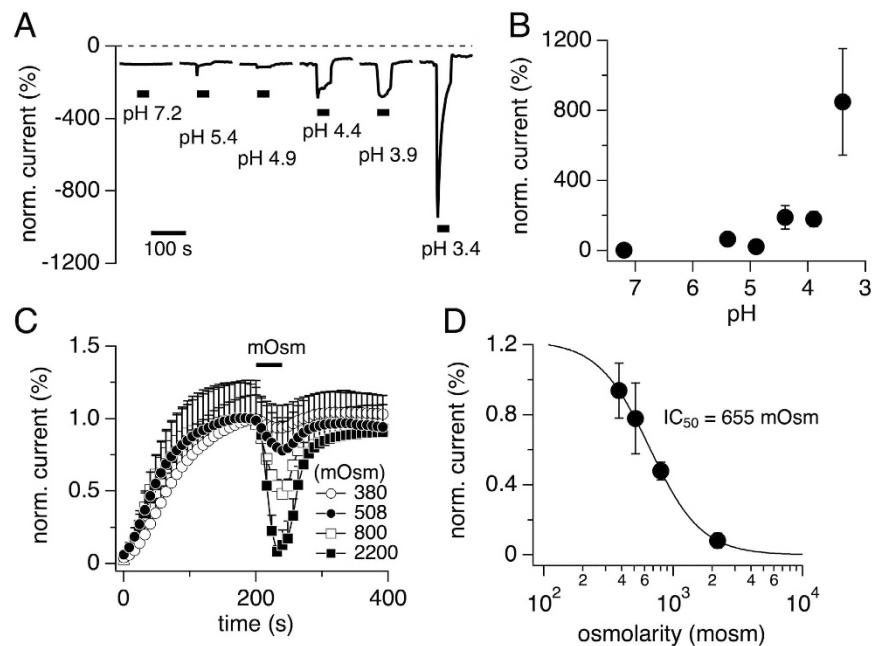 A
norm. current (%)
0
-400
-800
-1200
pH 7.2
pH 5.4
pH 4.9
pH 4.4
pH 3.9
pH 3.4
100 s
B
norm. current (%)
1200
800
400
0
7 6 5 4 3
pH
C
norm. current (%)
1.5
1.0
0.5
0
mOsm
(mOsm)
380
508
800
2200
0 200 400
time (s)
D
norm. current (%)
1.2
0.8
0.4
0
IC50 = 655 mOsm
10² 2 4 6 10³ 2 4 6 10⁴
osmolarity (mosm)